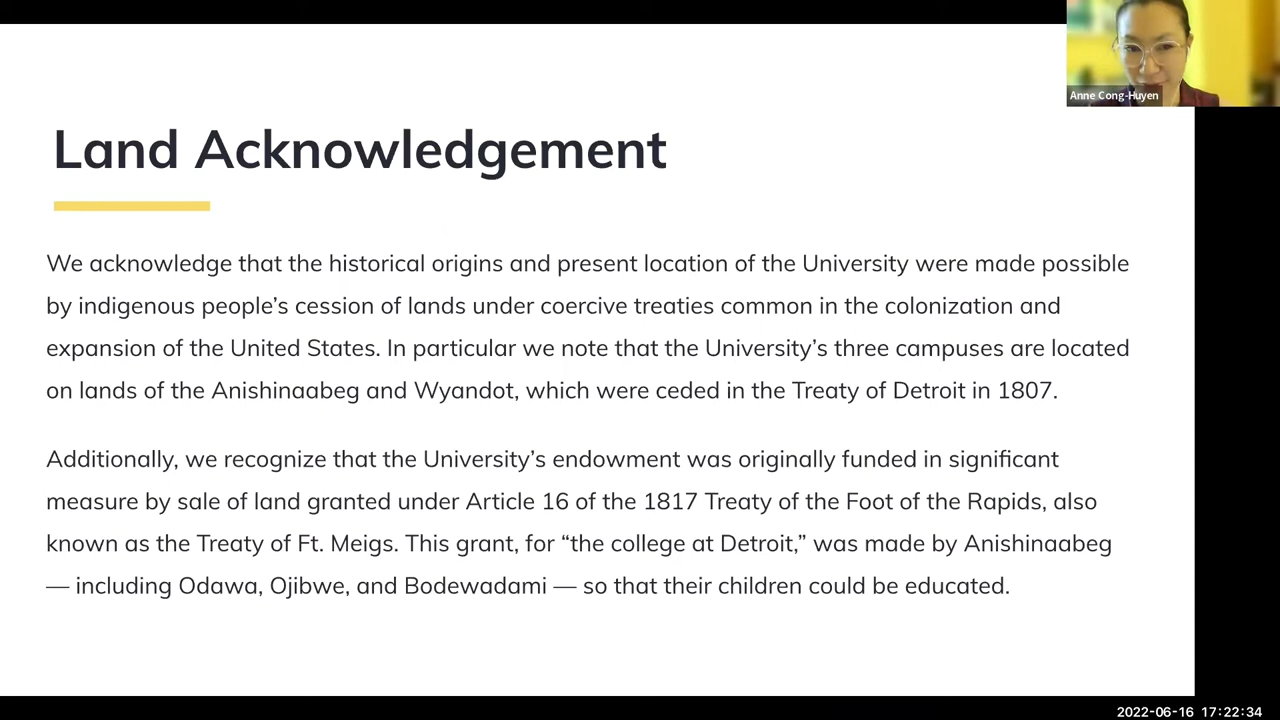 Anne Cong-Huyen
Land Acknowledgement
We acknowledge that the historical origins and present location of the University were made possible
by indigenous people’s cession of lands under coercive treaties common in the colonization and
expansion of the United States. In particular we note that the University’s three campuses are located
on lands of the Anishinaabeg and Wyandot, which were ceded in the Treaty of Detroit in 1807.
Additionally, we recognize that the University’s endowment was originally funded in significant
measure by sale of land granted under Article 16 of the 1817 Treaty of the Foot of the Rapids, also
known as the Treaty of Ft. Meigs. This grant, for “the college at Detroit,” was made by Anishinaabeg
— including Odawa, Ojibwe, and Bodewadami — so that their children could be educated.
2022-06-16 17:22:34